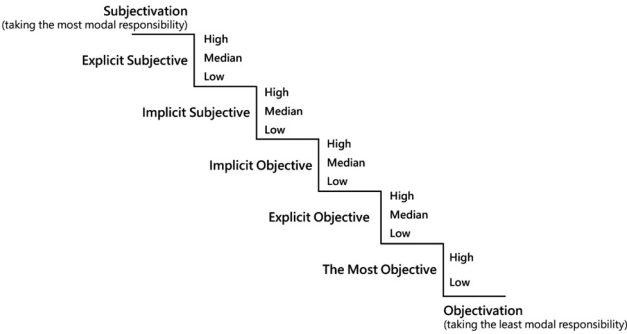 Subjectivation
(taking the most modal responsibility)
High
Explicit Subjective
Median
Low
High
Implicit Subjective
Median
Low
High
Implicit Objective
Median
Low
High
Explicit Objective
Median
Low
High
The Most Objective
Low
Objectivation
(taking the least modal responsibility)